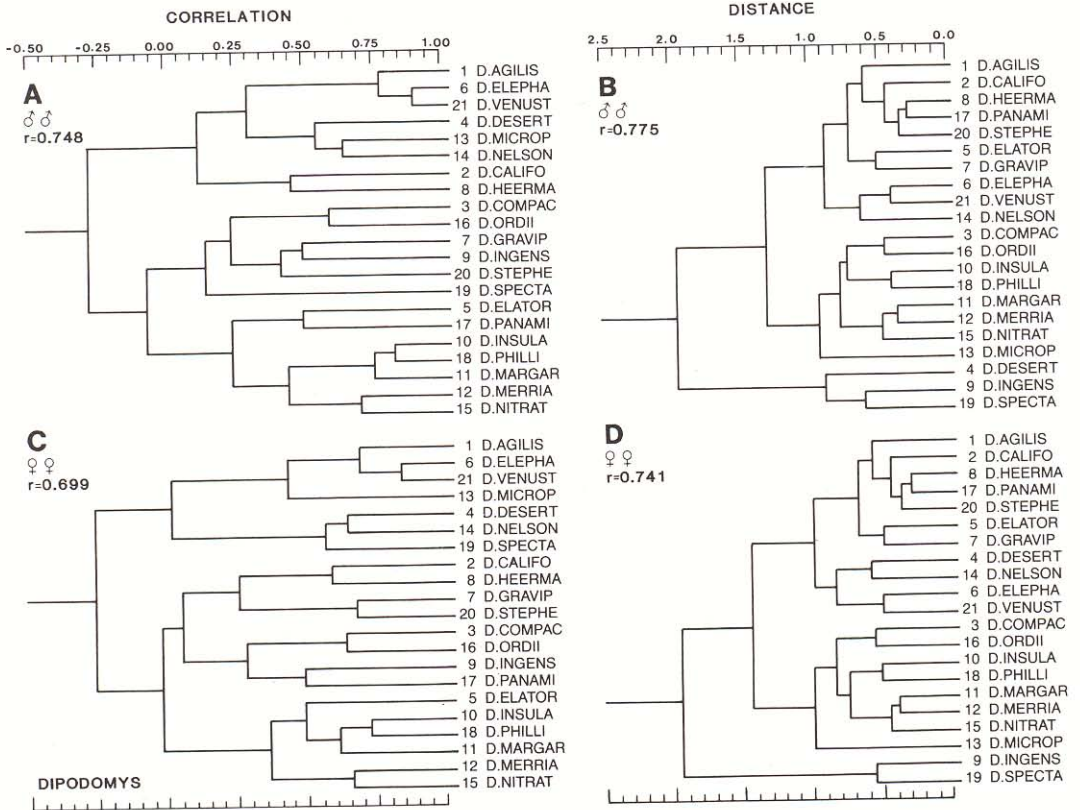 CORRELATION
-0.50 -0.25 0.00 0.25 0.50 0.75 1.00
A
♂♂
r=0.748
1 D.AGILIS
6 D.ELEPHA
21 D.VENUST
4 D.DESERT
13 D.MICROP
14 D.NELSON
2 D.CALIFO
8 D.HEERMA
3 D.COMPAC
16 D.ORDII
7 D.GRAVIP
9 D.INGENS
20 D.STEPHE
19 D.SPECTA
5 D.ELATOR
17 D.PANAMI
10 D.INSULA
18 D.PHILLI
11 D.MARGAR
12 D.MERRIA
15 D.NITRAT
DISTANCE
2.5 2.0 1.5 1.0 0.5 0.0
B
♂♂
r=0.775
1 D.AGILIS
2 D.CALIFO
8 D.HEERMA
17 D.PANAMI
20 D.STEPHE
5 D.ELATOR
7 D.GRAVIP
6 D.ELEPHA
21 D.VENUST
14 D.NELSON
3 D.COMPAC
16 D.ORDII
10 D.INSULA
18 D.PHILLI
11 D.MARGAR
12 D.MERRIA
15 D.NITRAT
13 D.MICROP
4 D.DESERT
9 D.INGENS
19 D.SPECTA
C
♀♀
r=0.699
1 D.AGILIS
6 D.ELEPHA
21 D.VENUST
13 D.MICROP
4 D.DESERT
14 D.NELSON
19 D.SPECTA
2 D.CALIFO
8 D.HEERMA
7 D.GRAVIP
20 D.STEPHE
3 D.COMPAC
16 D.ORDII
9 D.INGENS
17 D.PANAMI
5 D.ELATOR
10 D.INSULA
18 D.PHILLI
11 D.MARGAR
12 D.MERRIA
15 D.NITRAT
DIPODOMYS
D
♀♀
r=0.741
1 D.AGILIS
2 D.CALIFO
8 D.HEERMA
17 D.PANAMI
20 D.STEPHE
5 D.ELATOR
7 D.GRAVIP
4 D.DESERT
14 D.NELSON
6 D.ELEPHA
21 D.VENUST
3 D.COMPAC
16 D.ORDII
10 D.INSULA
18 D.PHILLI
11 D.MARGAR
12 D.MERRIA
15 D.NITRAT
13 D.MICROP
9 D.INGENS
19 D.SPECTA